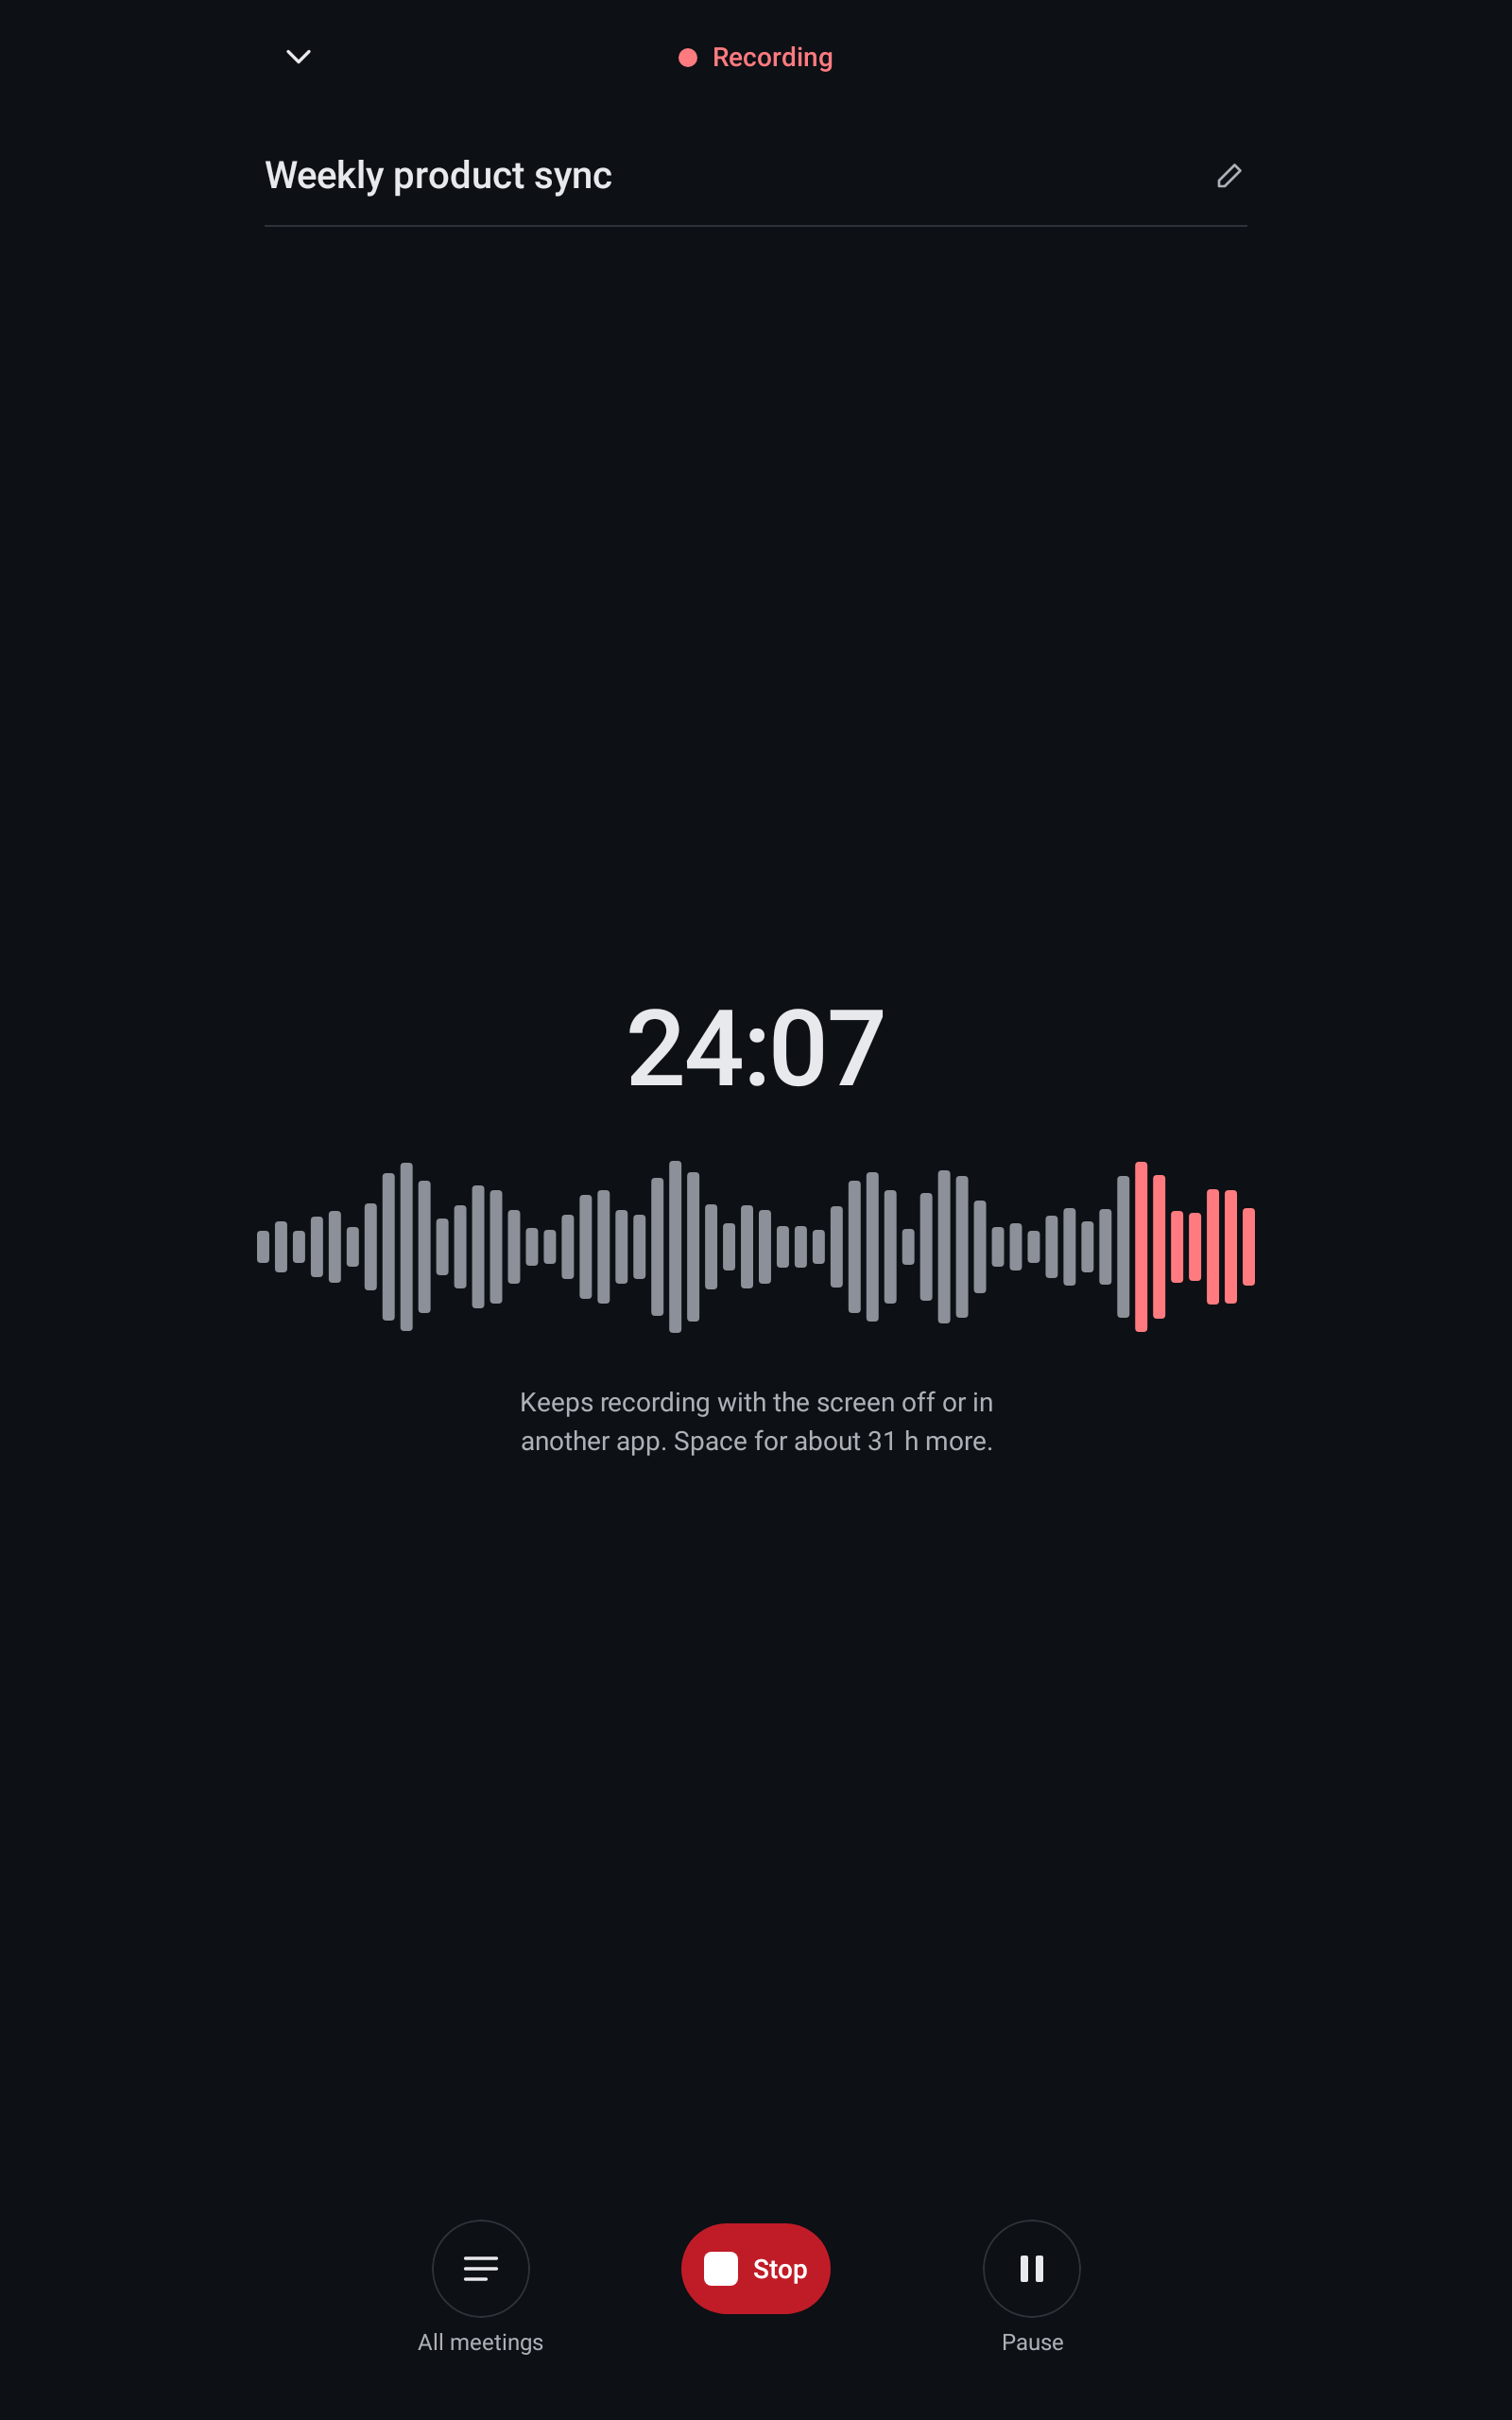 Recording
Weekly product sync
24:07
Keeps recording with the screen off or in
another app. Space for about 31 h more.
Stop
All meetings
Pause